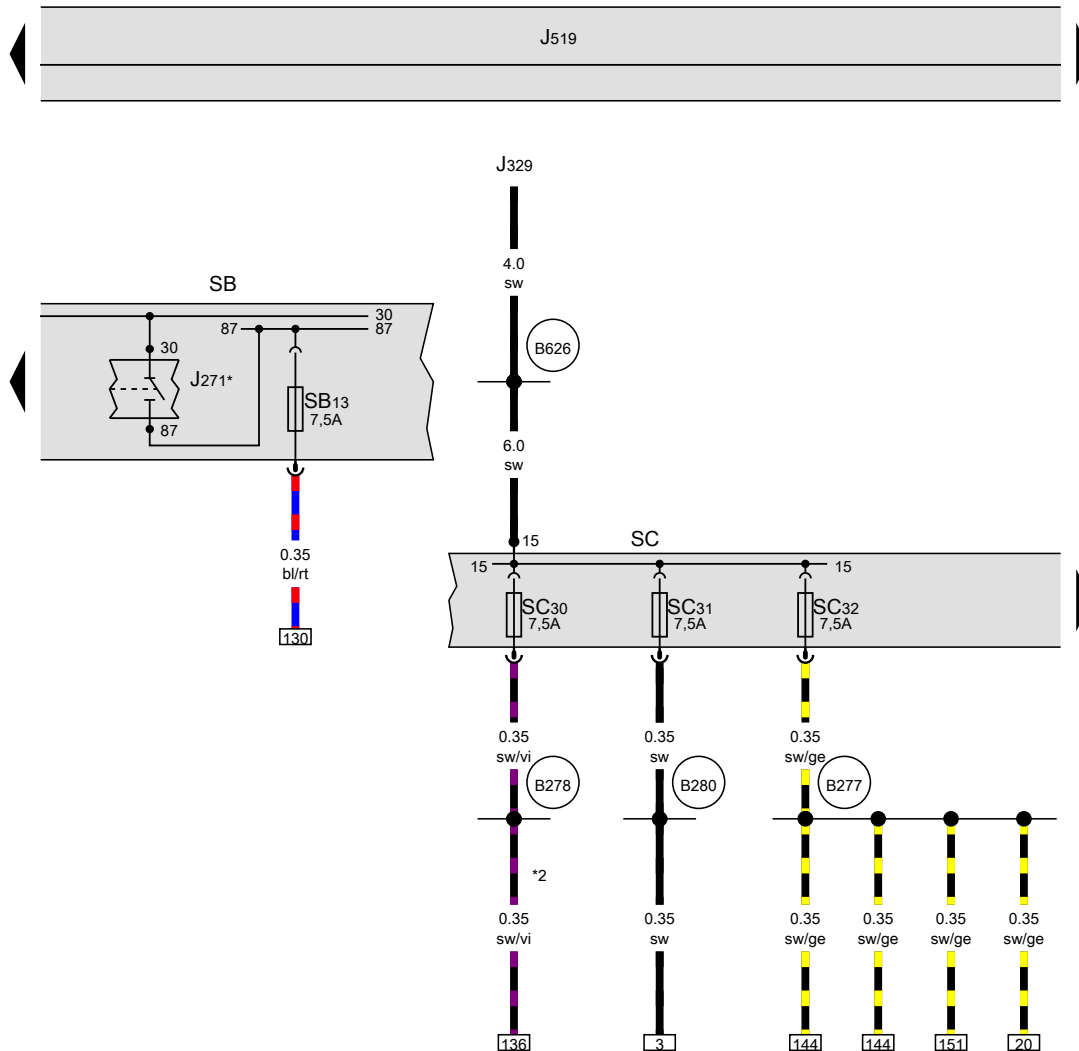 J519
J329
4.0
sw
SB
30
87
87
B626
30
J271*
SB13
7,5A
87
6.0
sw
15
SC
0.35
bl/rt
15
15
SC30
7,5A
SC31
7,5A
SC32
7,5A
130
0.35
sw/vi
0.35
sw
0.35
sw/ge
B278
B280
B277
*2
0.35
sw/vi
0.35
sw
0.35
sw/ge
0.35
sw/ge
0.35
sw/ge
0.35
sw/ge
136
3
144
144
151
20